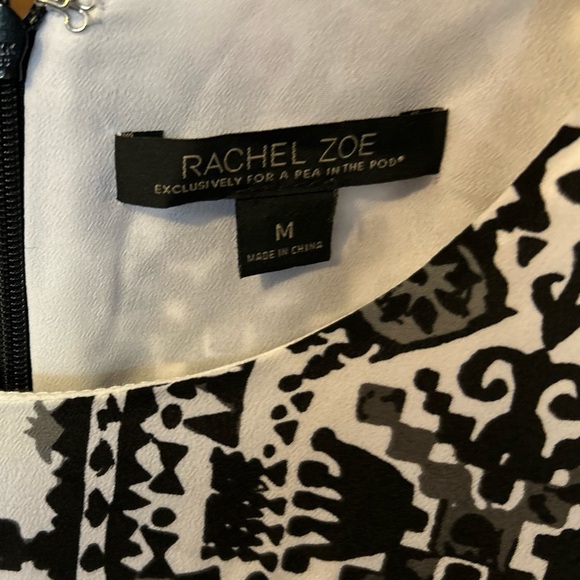 RACHEL ZOE
EXCLUSIVELY FOR A PEA IN THE POD®
M
MADE IN CHINA